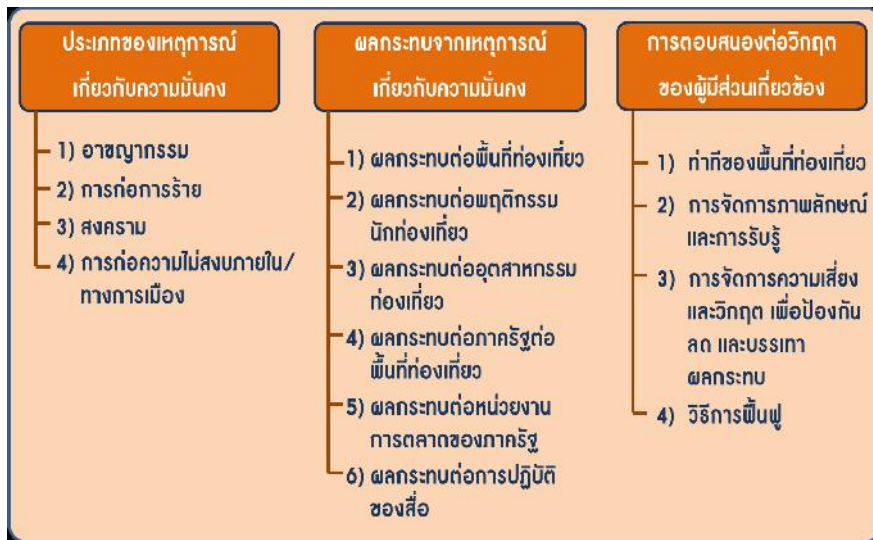 ประเภทของเหตุการณ์
เกี่ยวกับความมั่นคง
1) อาชญากรรม
2) การก่อการร้าย
3) สงคราม
4) การก่อความไม่สงบภายใน/
ทางการเมือง
ผลกระทบจากเหตุการณ์
เกี่ยวกับความมั่นคง
1) ผลกระทบต่อพื้นที่ท่องเที่ยว
2) ผลกระทบต่อพฤติกรรม
นักท่องเที่ยว
3) ผลกระทบต่ออุตสาหกรรม
ท่องเที่ยว
4) ผลกระทบต่อภาครัฐต่อ
พื้นที่ท่องเที่ยว
5) ผลกระทบต่อหน่วยงาน
การตลาดของภาครัฐ
6) ผลกระทบต่อการปฏิบัติ
ของสื่อ
การตอบสนองต่อวิกฤต
ของผู้มีส่วนเกี่ยวข้อง
1) ท่าทีของพื้นที่ท่องเที่ยว
2) การจัดการภาพลักษณ์
และการรับรู้
3) การจัดการความเสี่ยง
และวิกฤต เพื่อป้องกัน
ลด และบรรเทา
ผลกระทบ
4) วิธีการฟื้นฟู